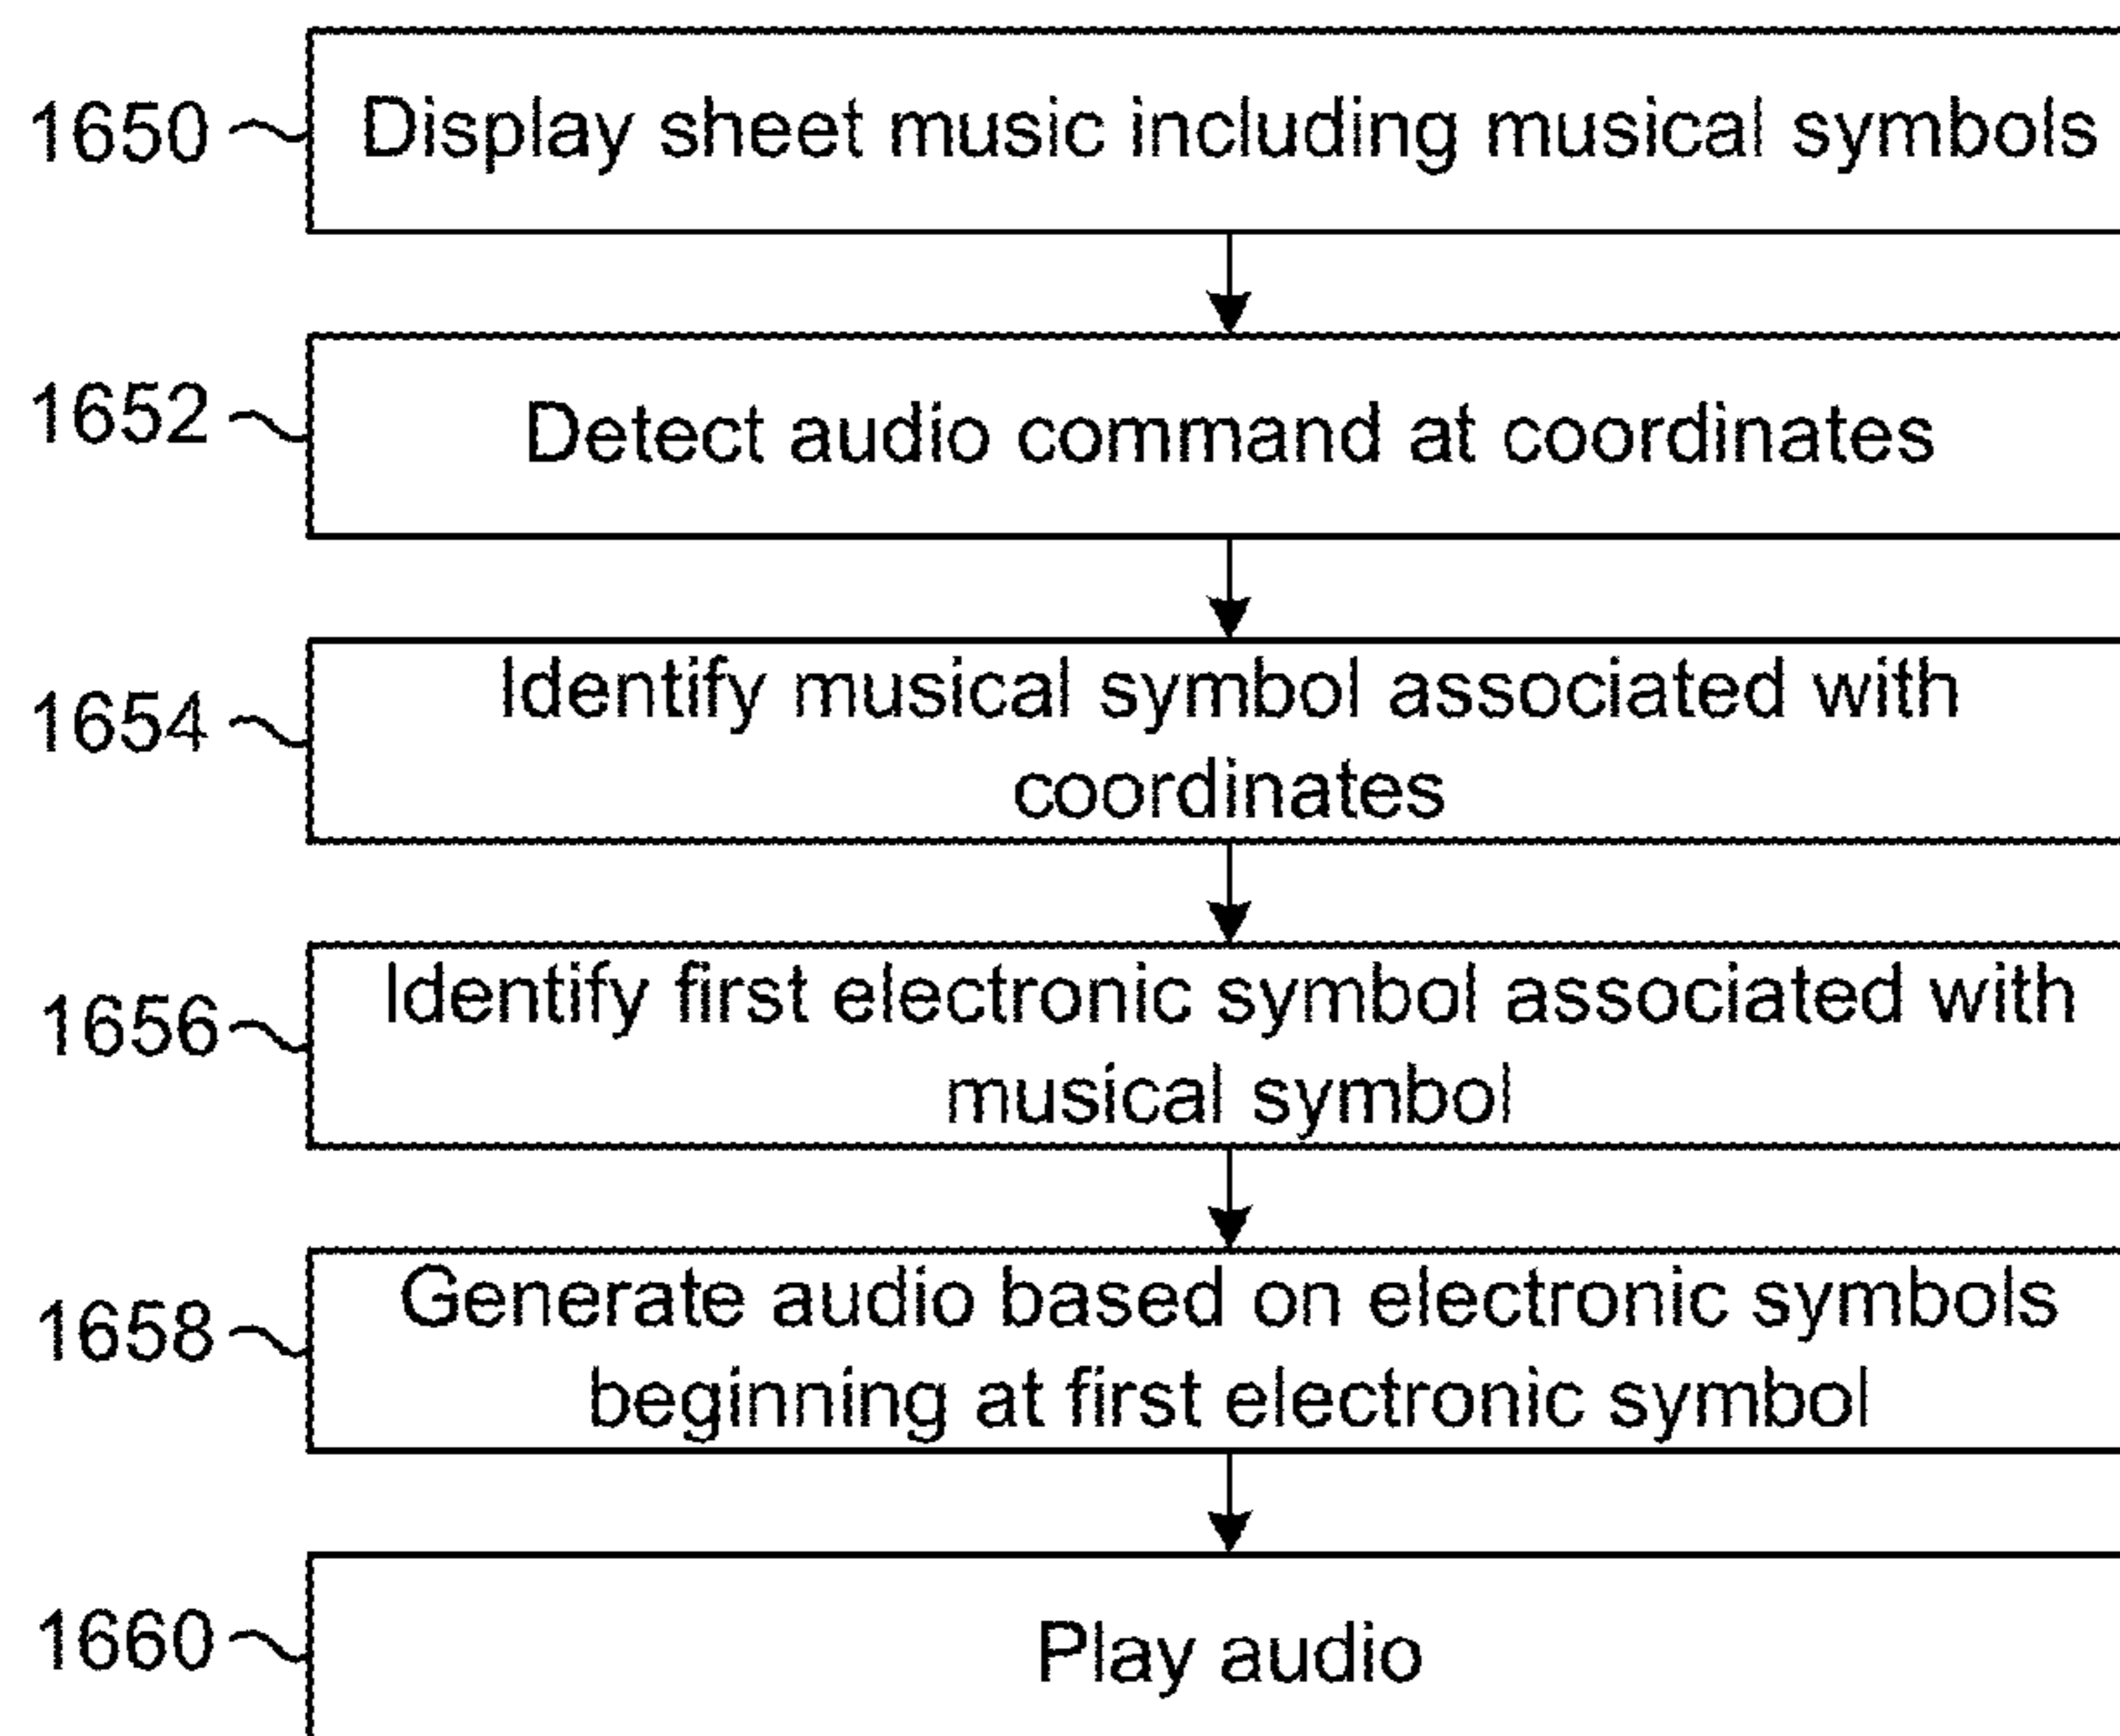 1650 Display sheet music including musical symbols
1652 Detect audio command at coordinates
1654 Identify musical symbol associated with
coordinates
1656 Identify first electronic symbol associated with
musical symbol
1658 Generate audio based on electronic symbols
beginning at first electronic symbol
1660 Play audio